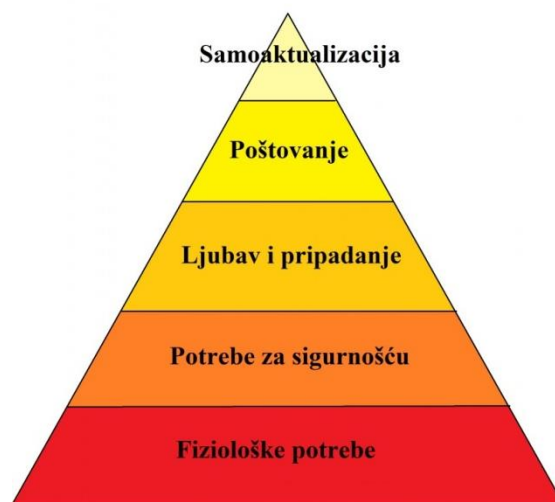 Samoaktualizacija
Poštovanje
Ljubav i pripadanje
Potrebe za sigurnošću
Fiziološke potrebe